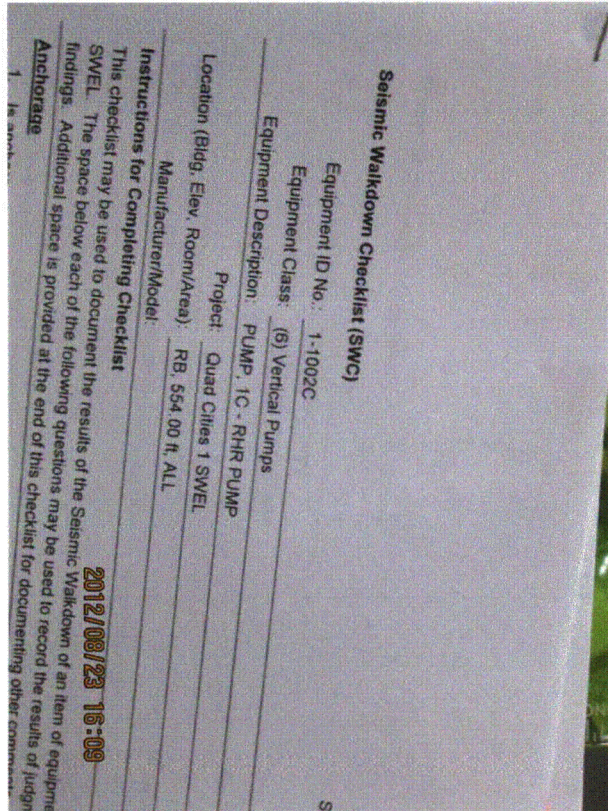 Seismic Walkdown Checklist (SWC)
Equipment ID No.: 1-1002C
Equipment Class: (6) Vertical Pumps
Equipment Description: PUMP, 1C - RHR PUMP
Project: Quad Cities 1 SWEL
Location (Bldg, Elev, Room/Area): RB, 554.00 ft, ALL
Manufacturer/Model:
Instructions for Completing Checklist
This checklist may be used to document the results of the Seismic Walkdown of an item of equipme
SWEL. The space below each of the following questions may be used to record the results of judgm
findings. Additional space is provided at the end of this checklist for documenting other comments
Anchorage
1. Is
2012/08/23 16:09